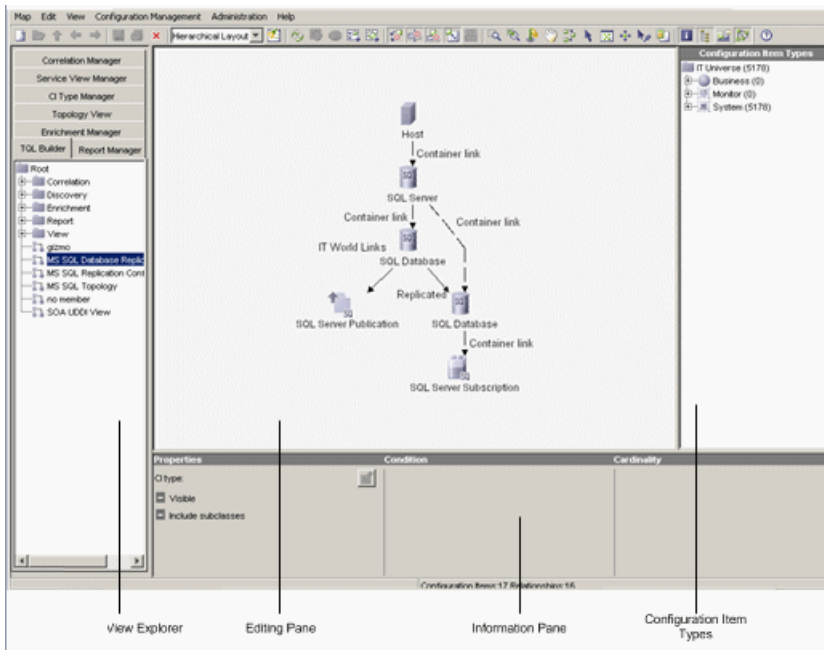 Map Edit View Configuration Management Administration Help
Hierarchical Layout
Correlation Manager
Service View Manager
CI Type Manager
Topology View
Enrichment Manager
TQL Builder Report Manager
Root
Correlation
Discovery
Enrichment
Report
View
gizmo
MS SQL Database Replic
MS SQL Replication Cont
MS SQL Topology
no member
SOA UDDI View
Host
Container link
SQL Server
Container link
Container link
IT World Links
SQL Database
Replicated
SQL Server Publication
SQL Database
Container link
SQL Server Subscription
Configuration Item Types
IT Universe (5178)
Business (0)
Monitor (0)
System (5178)
Properties Condition Cardinality
CI type:
Visible
Include subclasses
Configuration Items:17 Relationships:16
View Explorer
Editing Pane
Information Pane
Configuration Item
Types